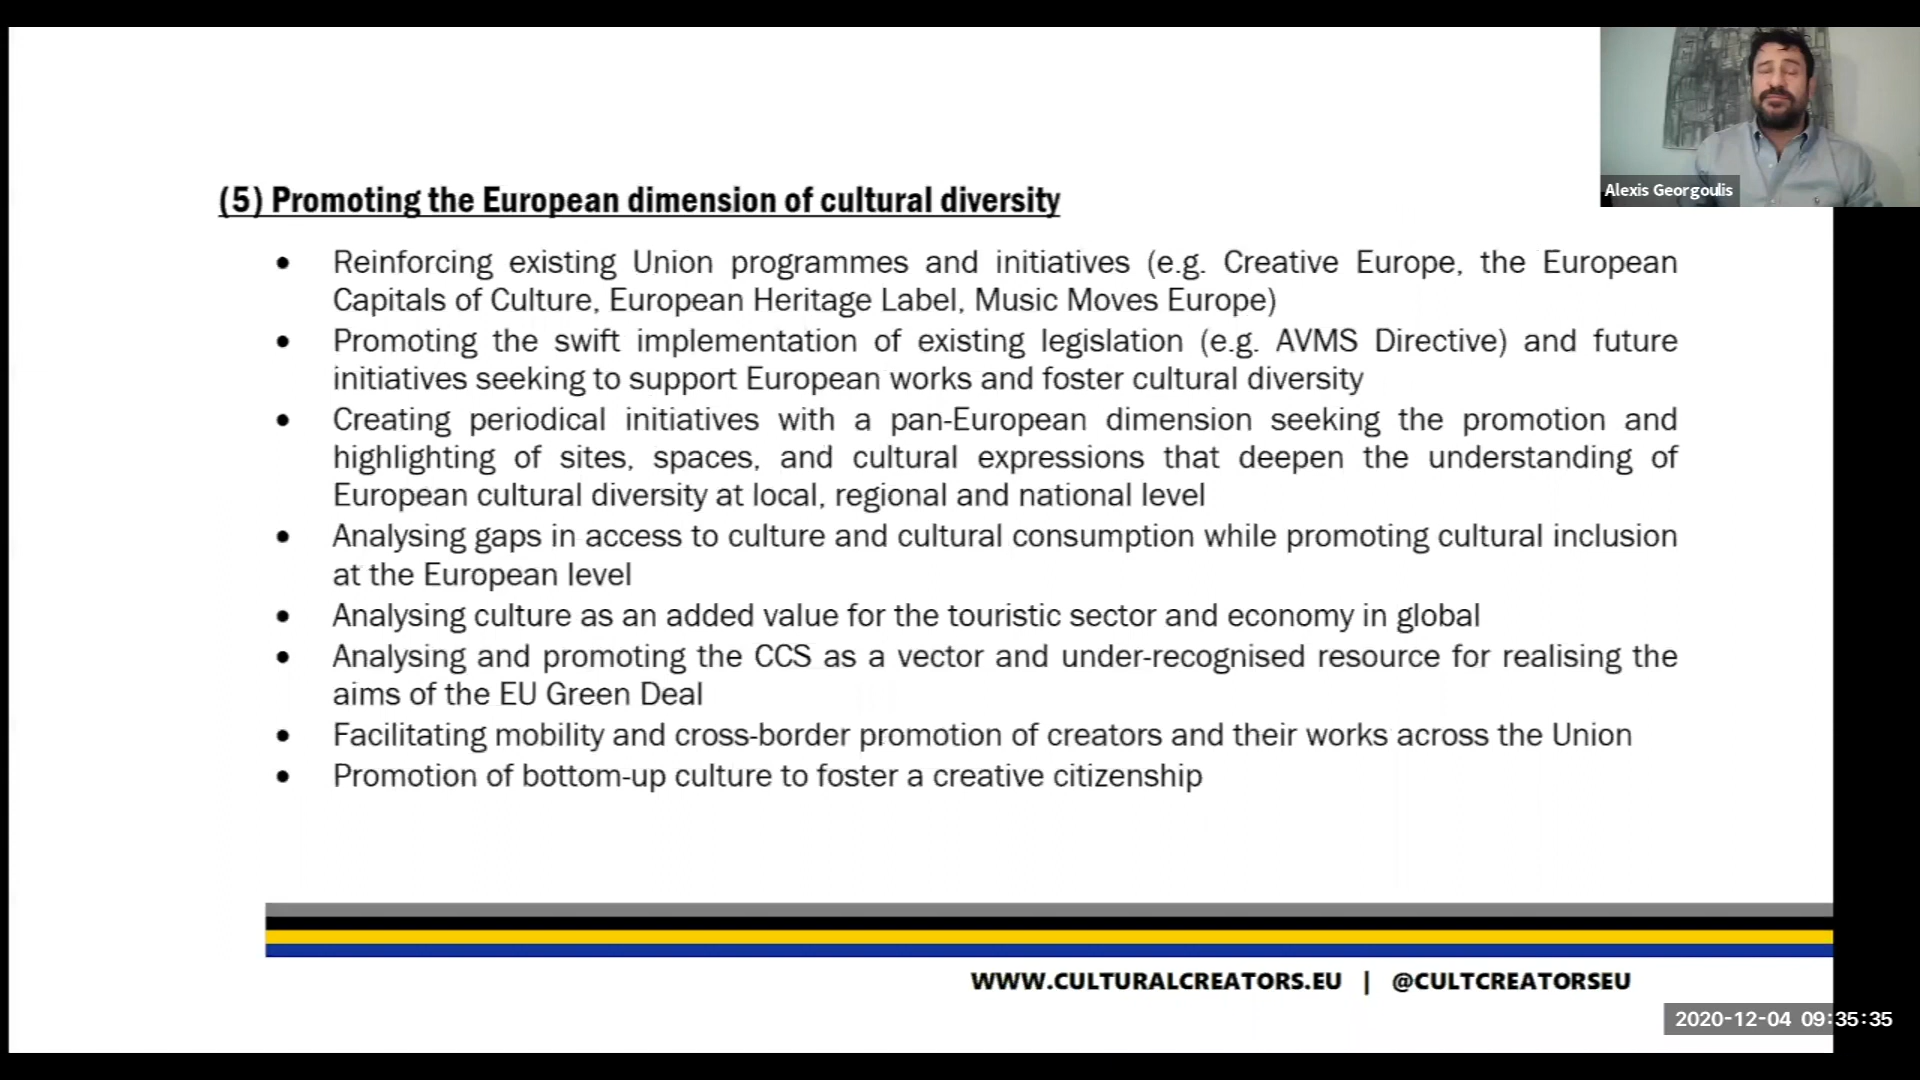 Alexis Georgoulis
(5) Promoting the European dimension of cultural diversity
• Reinforcing existing Union programmes and initiatives (e.g. Creative Europe, the European
Capitals of Culture, European Heritage Label, Music Moves Europe)
• Promoting the swift implementation of existing legislation (e.g. AVMS Directive) and future
initiatives seeking to support European works and foster cultural diversity
• Creating periodical initiatives with a pan-European dimension seeking the promotion and
highlighting of sites, spaces, and cultural expressions that deepen the understanding of
European cultural diversity at local, regional and national level
• Analysing gaps in access to culture and cultural consumption while promoting cultural inclusion
at the European level
• Analysing culture as an added value for the touristic sector and economy in global
• Analysing and promoting the CCS as a vector and under-recognised resource for realising the
aims of the EU Green Deal
• Facilitating mobility and cross-border promotion of creators and their works across the Union
• Promotion of bottom-up culture to foster a creative citizenship
WWW.CULTURALCREATORS.EU | @CULTCREATORSEU
2020-12-04 09:35:35